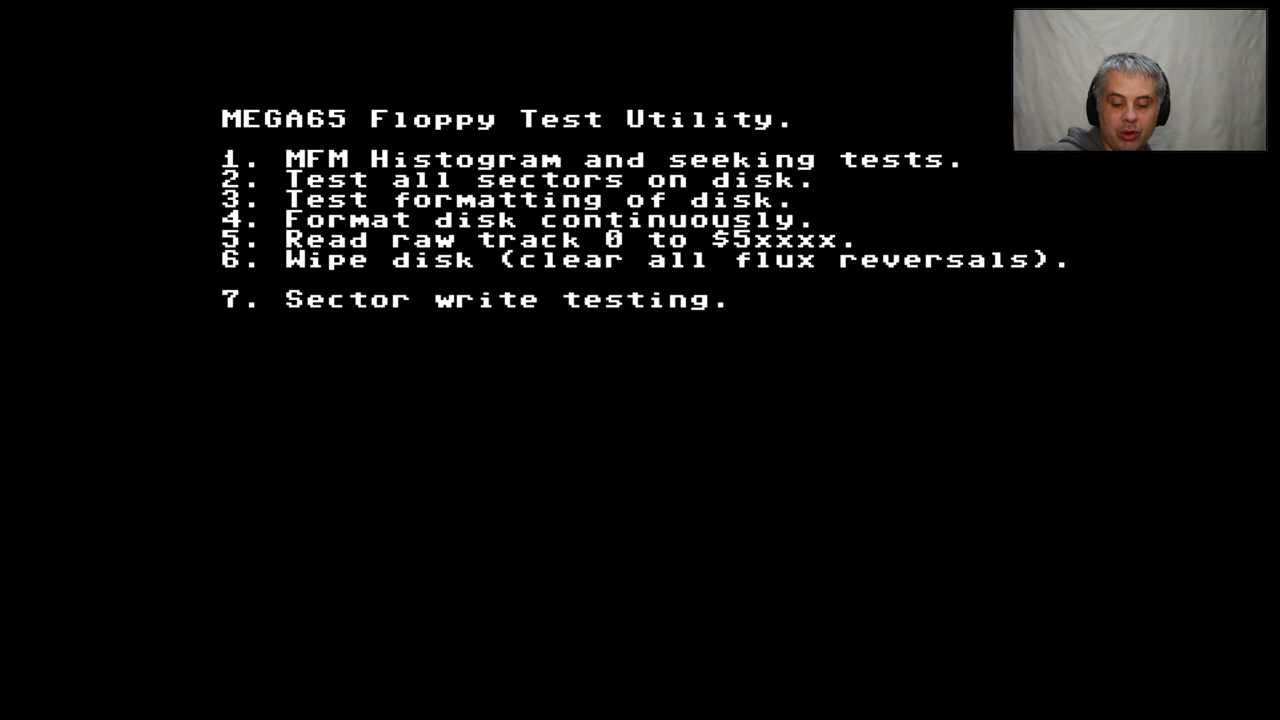 MEGA65 Floppy Test Utility.
1. MFM Histogram and seeking tests.
2. Test all sectors on disk.
3. Test formatting of disk.
4. Format disk continuously.
5. Read raw track 0 to $5xxxx.
6. Wipe disk (clear all flux reversals).
7. Sector write testing.